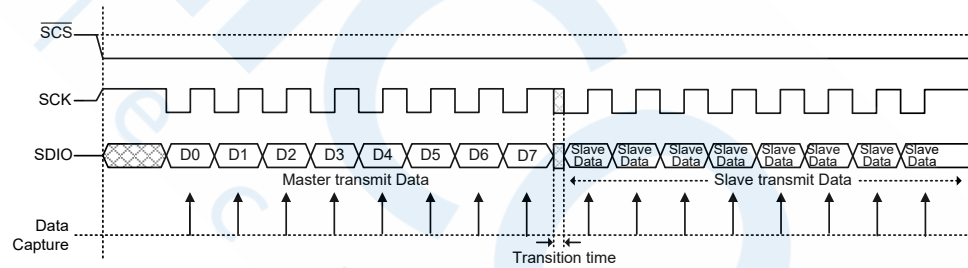 SCS
SCK
SDIO
D0 D1 D2 D3 D4 D5 D6 D7
Slave Data Slave Data Slave Data Slave Data Slave Data Slave Data Slave Data Slave Data
Master transmit Data
Slave transmit Data
Data
Capture
Transition time